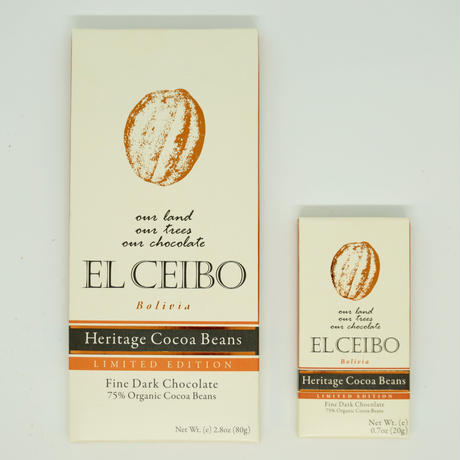 our land
our trees
our chocolate
EL CEIBO
Bolivia
Heritage Cocoa Beans
LIMITED EDITION
Fine Dark Chocolate
75% Organic Cocoa Beans
Net Wt. (e) 2.8oz (80g)
our land
our trees
our chocolate
EL CEIBO
Bolivia
Heritage Cocoa Beans
LIMITED EDITION
Fine Dark Chocolate
75% Organic Cocoa Beans
Net Wt. (e)
0.7oz (20g)